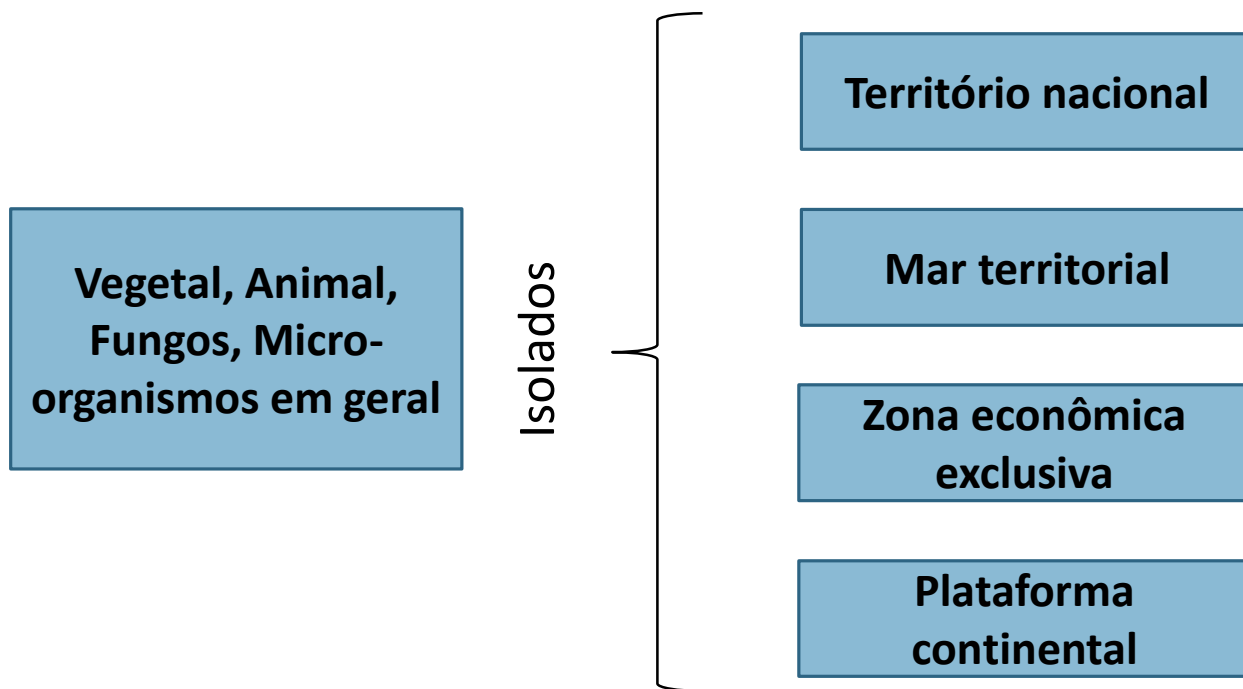 Vegetal, Animal,
Fungos, Micro-
organismos em geral
Isolados
Território nacional
Mar territorial
Zona econômica
exclusiva
Plataforma
continental